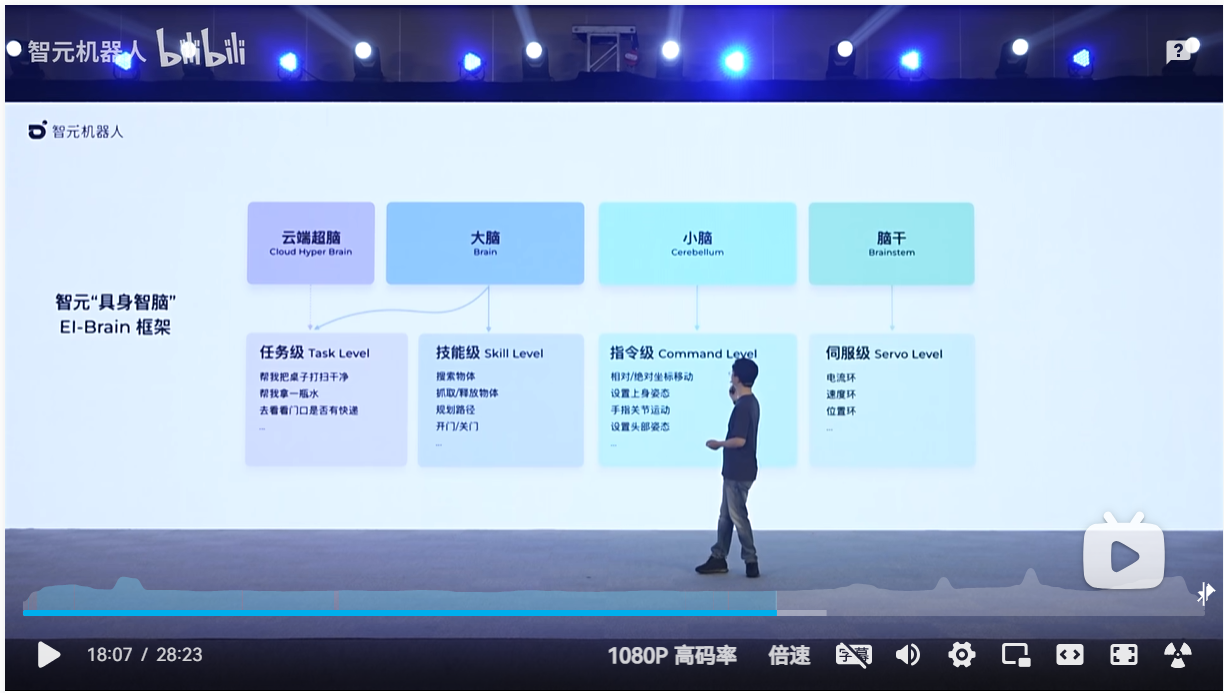 智元机器人 bilibili
智元机器人
云端超脑
Cloud Hyper Brain
大脑
Brain
小脑
Cerebellum
脑干
Brainstem
智元“具身智脑”
EI-Brain 框架
任务级 Task Level
帮我把桌子打扫干净
帮我拿一瓶水
去看看门口是否有快递
...
技能级 Skill Level
搜索物体
抓取/释放物体
规划路径
开门/关门
...
指令级 Command Level
相对/绝对坐标移动
设置上身姿态
手指关节运动
设置头部姿态
...
伺服级 Servo Level
电流环
速度环
位置环
...
18:07 / 28:23
1080P 高码率
倍速
字幕